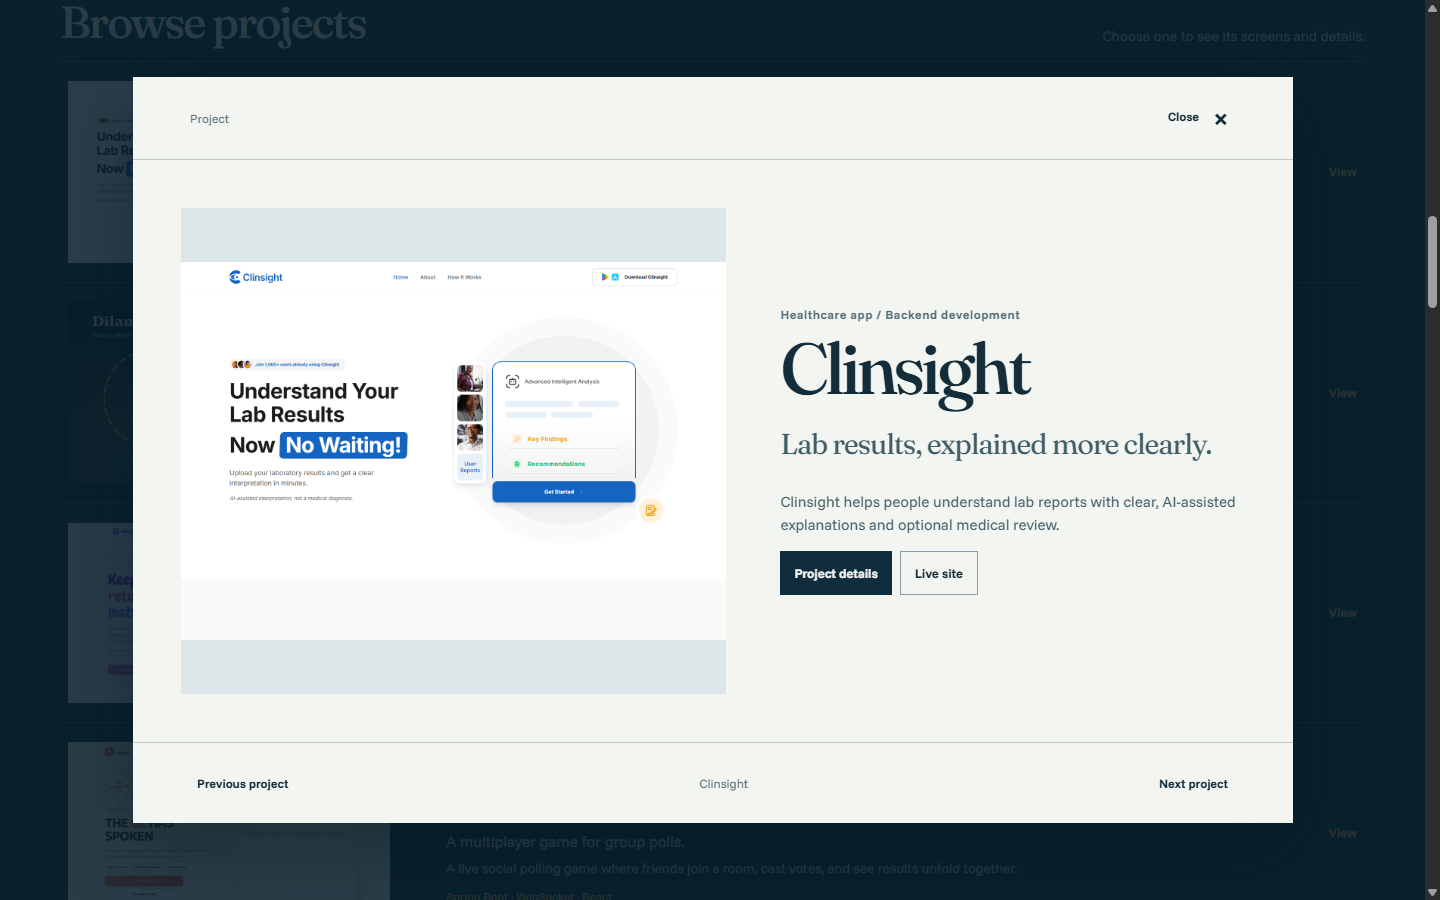 Browse projects
Choose one to see its screens and details.
Project
Close
Clinsight
Home
About
How It Works
Download Clinsight
Join 1,000+ users already using Clinsight
Understand Your
Lab Results
Now No Waiting!
Upload your laboratory results and get a clear
interpretation in minutes.
AI-assisted interpretation, not a medical diagnosis.
Advanced Intelligent Analysis
Key Findings
Recommendations
User
Reports
Get Started
Healthcare app / Backend development
Clinsight
Lab results, explained more clearly.
Clinsight helps people understand lab reports with clear, AI-assisted
explanations and optional medical review.
Project details
Live site
Previous project
Clinsight
Next project
View
View
View
View
THE
SPOKEN
A multiplayer game for group polls.
A live social polling game where friends join a room, cast votes, and see results unfold together.
Spring Boot · WebSocket · React